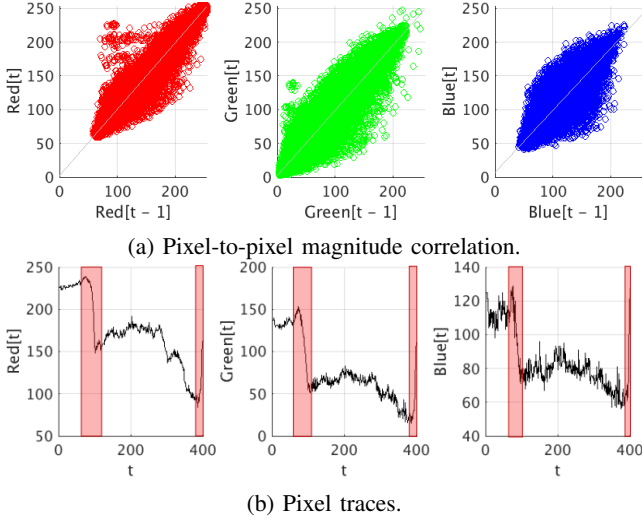 250
200
150
100
50
0
Red[t]
0 100 200
Red[t - 1]
250
200
150
100
50
0
Green[t]
0 100 200
Green[t - 1]
250
200
150
100
50
0
Blue[t]
0 100 200
Blue[t - 1]
(a) Pixel-to-pixel magnitude correlation.
250
200
150
100
50
Red[t]
0 200 400
t
200
150
100
50
0
Green[t]
0 200 400
t
140
120
100
80
60
40
Blue[t]
0 200 400
t
(b) Pixel traces.